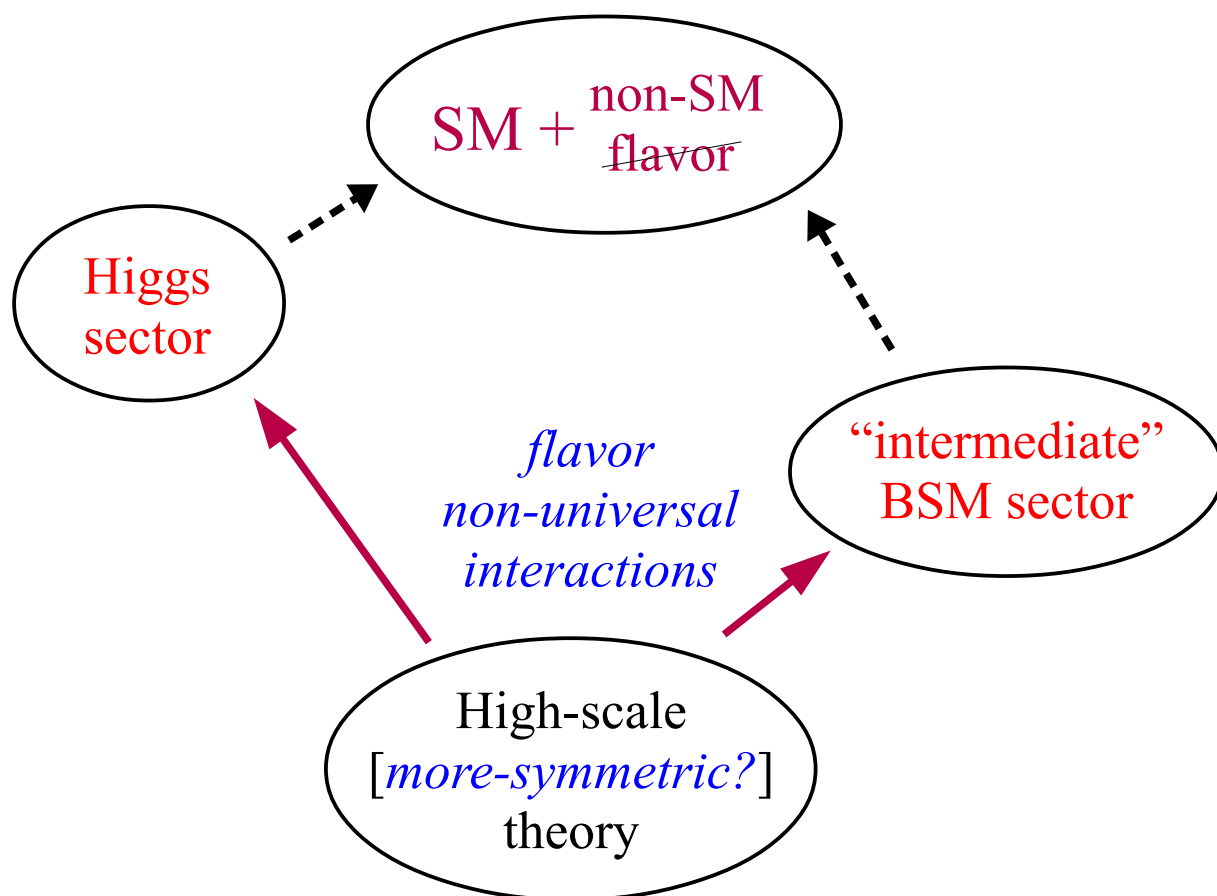 SM + non-SM
flavor
Higgs
sector
flavor
non-universal
interactions
“intermediate”
BSM sector
High-scale
[more-symmetric?]
theory